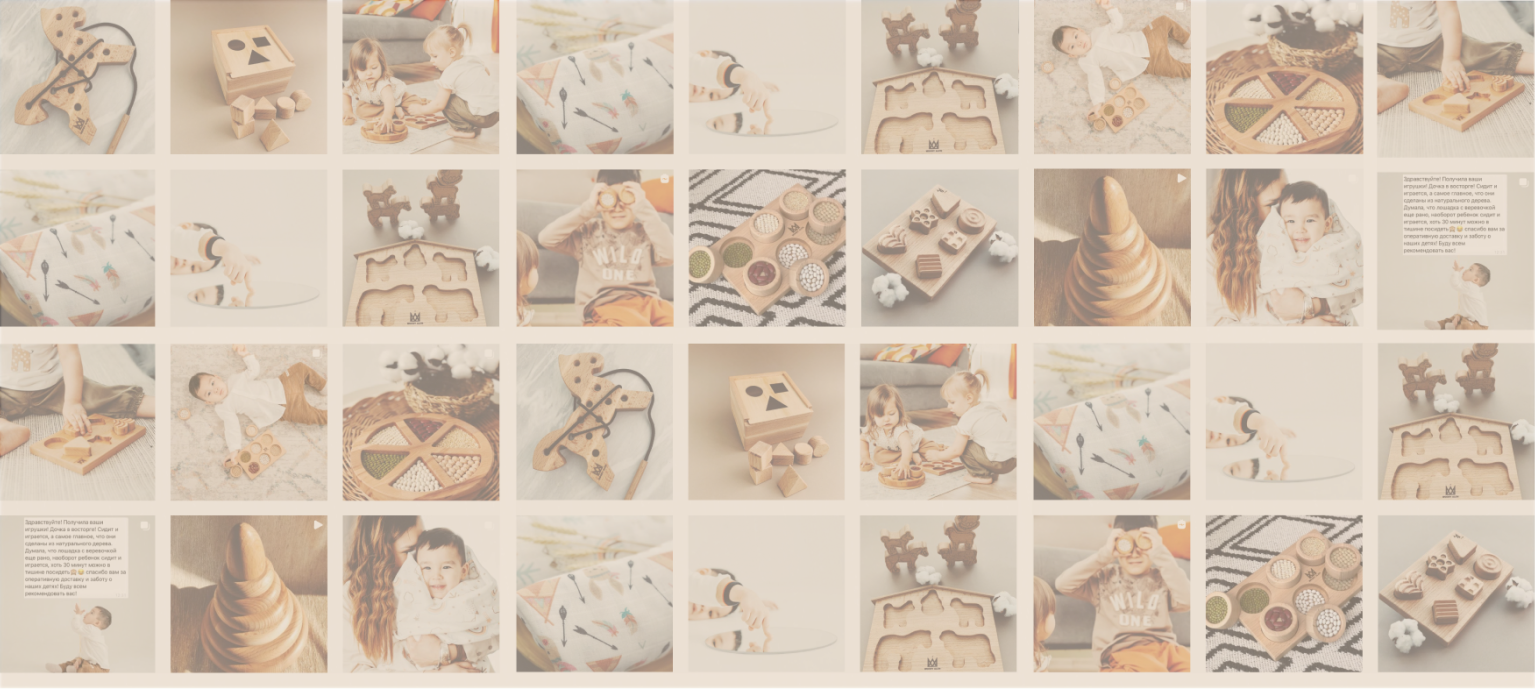 WILD
ONE
Здравствуйте! Получила ваши
игрушки! Дочка в восторге! Сидит и
играется, а самое главное, что они
сделаны из натурального дерева.
Думала, что лошадка с веревочкой
еще рано, наоборот ребенок сидит и
играется, хоть 30 минут можно в
тишине посидеть🤗😂 спасибо вам за
оперативную доставку и заботу о
наших детях! Буду всем
рекомендовать вас!
Здравствуйте! Получила ваши
игрушки! Дочка в восторге! Сидит и
играется, а самое главное, что они
сделаны из натурального дерева.
Думала, что лошадка с веревочкой
еще рано, наоборот ребенок сидит и
играется, хоть 30 минут можно в
тишине посидеть🤗😂 спасибо вам за
оперативную доставку и заботу о
наших детях! Буду всем
рекомендовать вас!
WILD
ONE